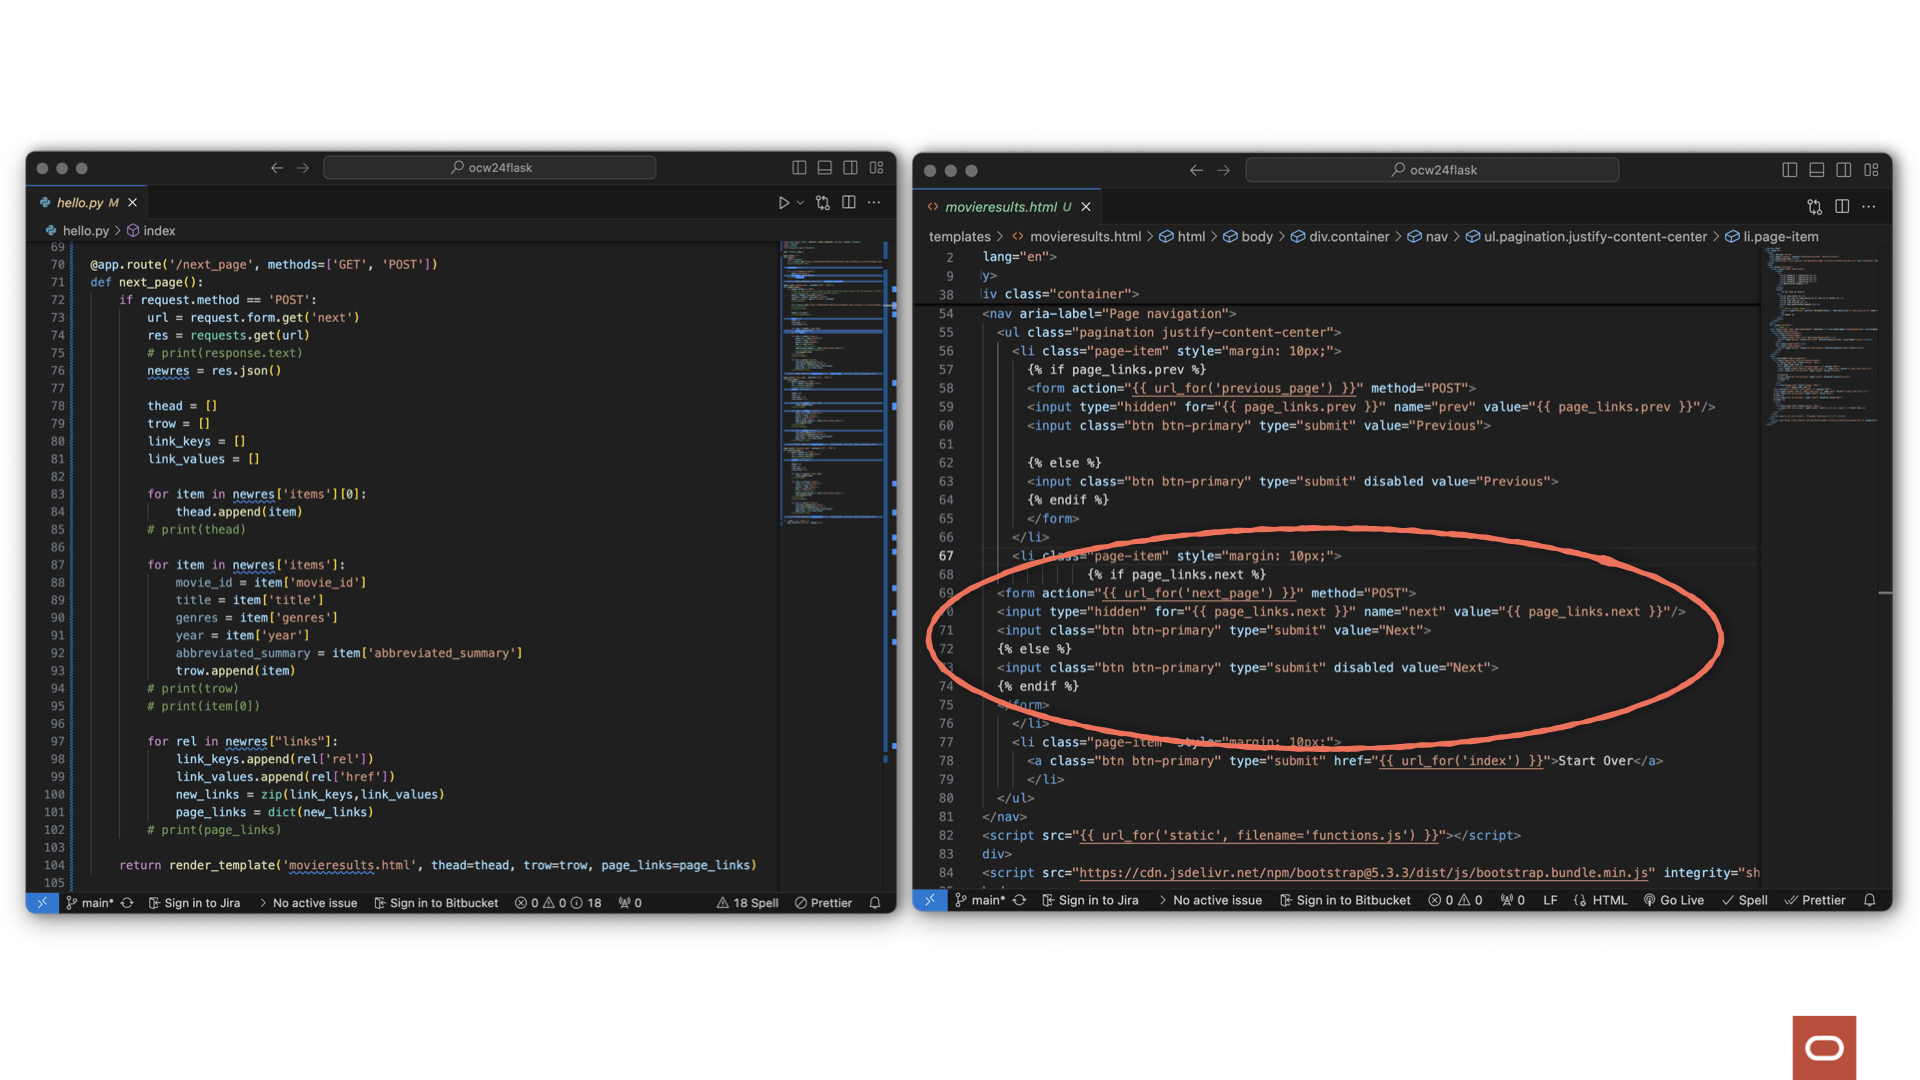 ocw24flask
hello.py M
hello.py > index
69
70 @app.route('/next_page', methods=['GET', 'POST'])
71 def next_page():
72 if request.method == 'POST':
73 url = request.form.get('next')
74 res = requests.get(url)
75 # print(response.text)
76 newres = res.json()
77
78 thead = []
79 trow = []
80 link_keys = []
81 link_values = []
82
83 for item in newres['items'][0]:
84 thead.append(item)
85 # print(thead)
86
87 for item in newres['items']:
88 movie_id = item['movie_id']
89 title = item['title']
90 genres = item['genres']
91 year = item['year']
92 abbreviated_summary = item['abbreviated_summary']
93 trow.append(item)
94 # print(trow)
95 # print(item[0])
96
97 for rel in newres["links"]:
98 link_keys.append(rel['rel'])
99 link_values.append(rel['href'])
100 new_links = zip(link_keys,link_values)
101 page_links = dict(new_links)
102 # print(page_links)
103
104 return render_template('movieresults.html', thead=thead, trow=trow, page_links=page_links)
105
main* Sign in to Jira No active issue Sign in to Bitbucket 0 0 18 0 18 Spell Prettier
ocw24flask
movieresults.html U
templates > movieresults.html > html > body > div.container > nav > ul.pagination.justify-content-center > li.page-item
2 lang="en">
9 y>
38 iv class="container">
54 <nav aria-label="Page navigation">
55 <ul class="pagination justify-content-center">
56 <li class="page-item" style="margin: 10px;">
57 {% if page_links.prev %}
58 <form action="{{ url_for('previous_page') }}" method="POST">
59 <input type="hidden" for="{{ page_links.prev }}" name="prev" value="{{ page_links.prev }}"/>
60 <input class="btn btn-primary" type="submit" value="Previous">
61
62 {% else %}
63 <input class="btn btn-primary" type="submit" disabled value="Previous">
64 {% endif %}
65 </form>
66 </li>
67 <li class="page-item" style="margin: 10px;">
68 {% if page_links.next %}
69 <form action="{{ url_for('next_page') }}" method="POST">
70 <input type="hidden" for="{{ page_links.next }}" name="next" value="{{ page_links.next }}"/>
71 <input class="btn btn-primary" type="submit" value="Next">
72 {% else %}
73 <input class="btn btn-primary" type="submit" disabled value="Next">
74 {% endif %}
75 </form>
76 </li>
77 <li class="page-item" style="margin: 10px;">
78 <a class="btn btn-primary" type="submit" href="{{ url_for('index') }}">Start Over</a>
79 </li>
80 </ul>
81 </nav>
82 <script src="{{ url_for('static', filename='functions.js') }}"></script>
83 div>
84 <script src="https://cdn.jsdelivr.net/npm/bootstrap@5.3.3/dist/js/bootstrap.bundle.min.js" integrity="sh
main* Sign in to Jira No active issue Sign in to Bitbucket 0 0 0 LF HTML Go Live Spell Prettier